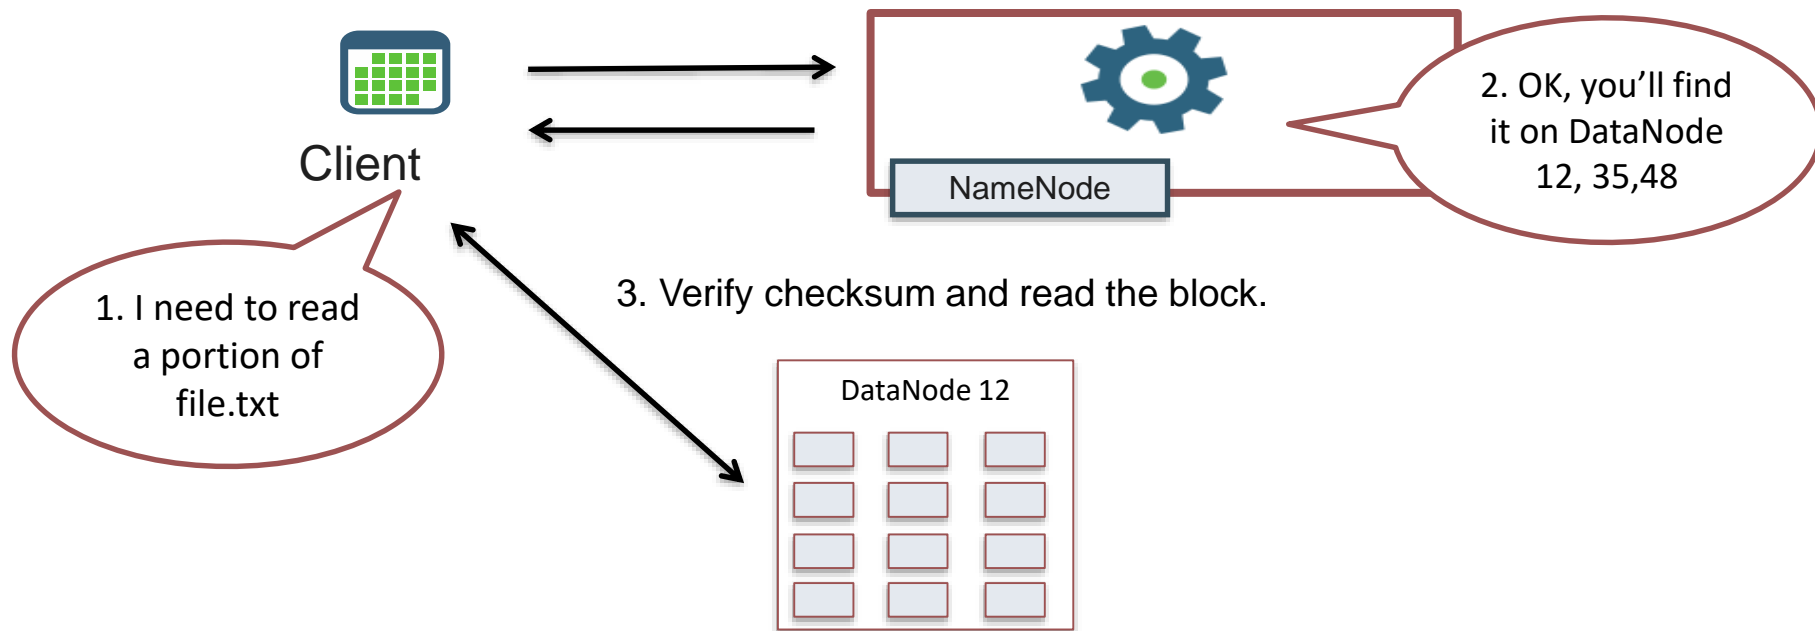 Client
NameNode
2. OK, you’ll find
it on DataNode
12, 35,48
1. I need to read
a portion of
file.txt
3. Verify checksum and read the block.
DataNode 12